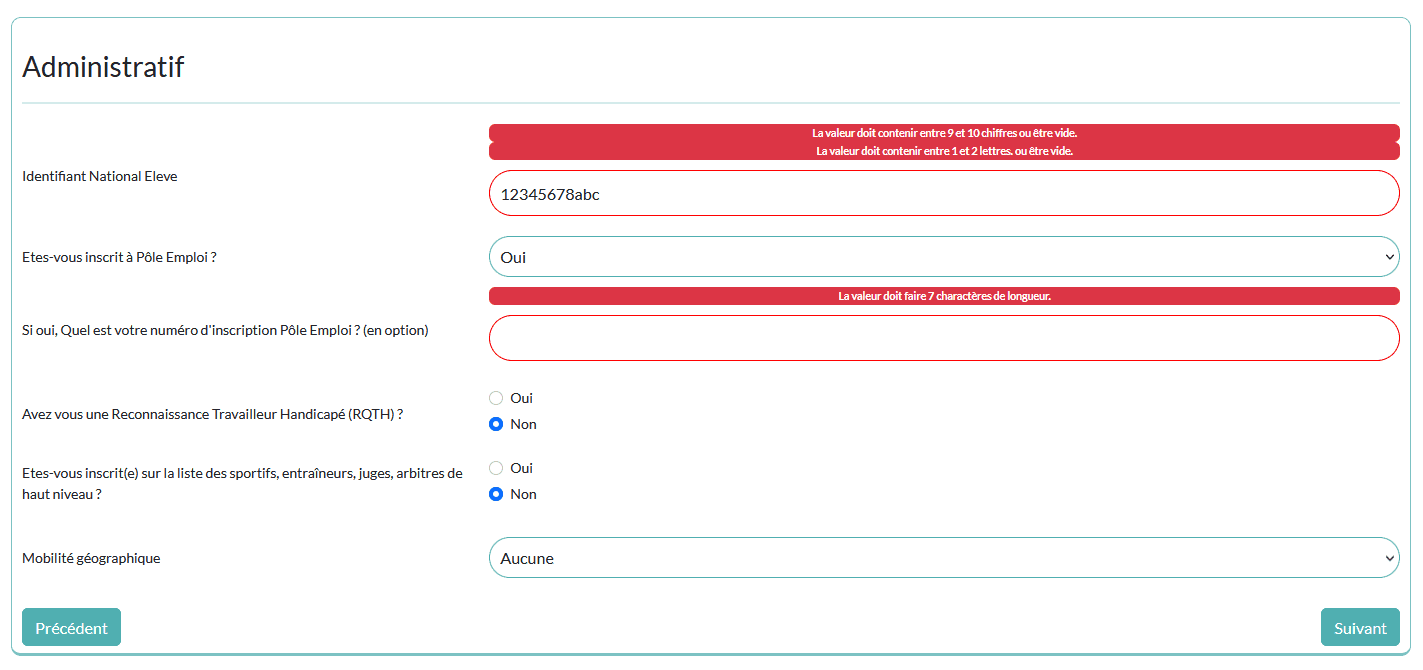 Administratif
La valeur doit contenir entre 9 et 10 chiffres ou être vide.
La valeur doit contenir entre 1 et 2 lettres. ou être vide.
Identifiant National Eleve
12345678abc
Etes-vous inscrit à Pôle Emploi ?
Oui
La valeur doit faire 7 charactères de longueur.
Si oui, Quel est votre numéro d'inscription Pôle Emploi ? (en option)
Avez vous une Reconnaissance Travailleur Handicapé (RQTH) ?
Oui
Non
Etes-vous inscrit(e) sur la liste des sportifs, entraîneurs, juges, arbitres de
haut niveau ?
Oui
Non
Mobilité géographique
Aucune
Précédent
Suivant